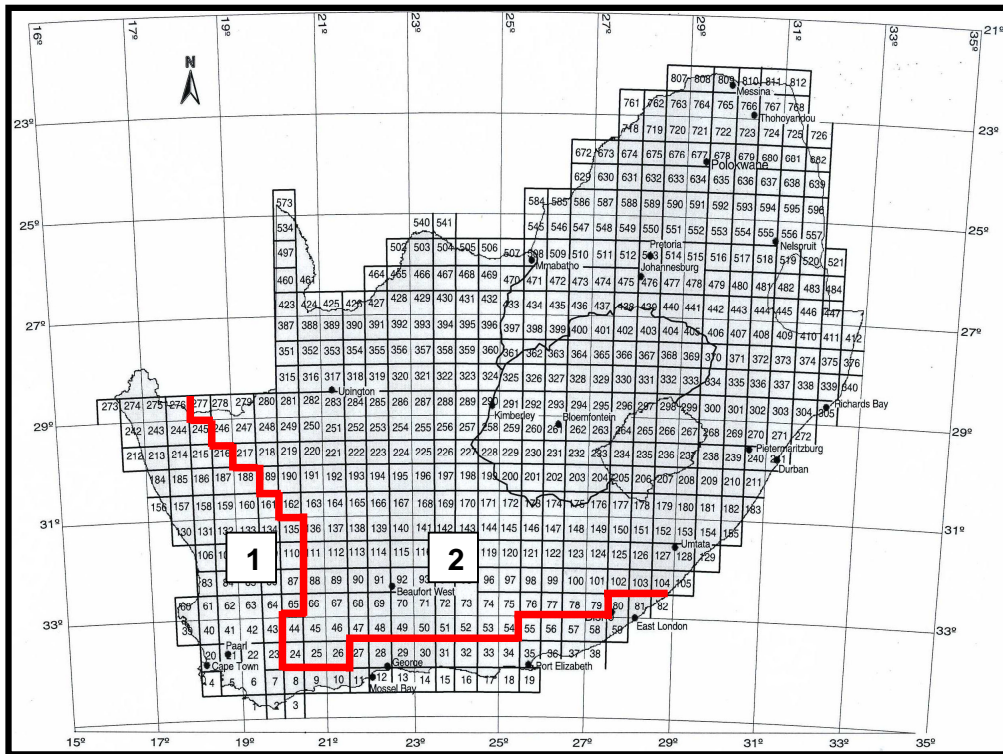 16º 17º 19º 21º 23º 25º 27º 29º 31º 33º 35º 21º
N
807 808 809 810 811 812
Messina
761 762 763 764 765 766 767 768
Thohoyandou
23º
718 719 720 721 722 723 724 725 726
672 673 674 675 676 677 678 679 680 681 682
Polokwane
629 630 631 632 633 634 635 636 637 638 639
573 584 585 586 587 588 589 590 591 592 593 594 595 596
25º
534 540 541 545 546 547 548 549 550 551 552 553 554 555 556 557
Pretoria
Nelspruit
497 502 503 504 505 506 507 508 509 510 511 512 513 514 515 516 517 518 519 520 521
Mmabatho
Johannesburg
460 461 464 465 466 467 468 469 470 471 472 473 474 475 476 477 478 479 480 481 482 483 484
423 424 425 426 427 428 429 430 431 432 433 434 435 436 437 438 439 440 441 442 443 444 445 446 447
27º
387 388 389 390 391 392 393 394 395 396 397 398 399 400 401 402 403 404 405 406 407 408 409 410 411 412
27º
351 352 353 354 355 356 357 358 359 360 361 362 363 364 365 366 367 368 369 370 371 372 373 374 375 376
315 316 317 318 319 320 321 322 323 324 325 326 327 328 329 330 331 332 333 334 335 336 337 338 339 340
Upington
273 274 275 276 277 278 279 280 281 282 283 284 285 286 287 288 289 290 291 292 293 294 295 296 297 298 299 300 301 302 303 304 305
Richards Bay
Kimberley
Bloemfontein
29º
242 243 244 245 246 247 248 249 250 251 252 253 254 255 256 257 258 259 260 261 262 263 264 265 266 267 268 269 270 271 272
29º
Pietermaritzburg
212 213 214 215 216 217 218 219 220 221 222 223 224 225 226 227 228 229 230 231 232 233 234 235 236 237 238 239 240 241
Durban
184 185 186 187 188 189 190 191 192 193 194 195 196 197 198 199 200 201 202 203 204 205 206 207 208 209 210 211
156 157 158 159 160 161 162 163 164 165 166 167 168 169 170 171 172 173 174 175 176 177 178 179 180 181 182 183
31º
130 131 132 133 134 135 136 137 138 139 140 141 142 143 144 145 146 147 148 149 150 151 152 153 154 155
31º
Umtata
106 107 1 110 111 112 113 114 115 116 2 119 120 121 122 123 124 125 126 127 128 129
83 84 87 88 89 90 91 92 93 96 97 98 99 100 101 102 103 104 105
Beaufort West
60 61 62 63 64 65 66 67 68 69 70 71 72 73 74 75 76 77 78 79 80 81 82
33º
39 40 41 42 43 44 45 46 47 48 49 50 51 52 53 54 55 56 57 58 59
East London
33º
Paarl
20 21 22 23 24 25 26 27 28 29 30 31 32 33 34 35 36 37 38
Cape Town
George
Port Elizabeth
4 5 6 7 8 9 10 11 12 13 14 15 16 17 18 19
Mossel Bay
1 2 3
15º 17º 19º 21º 23º 25º 27º 29º 31º 33º 35º